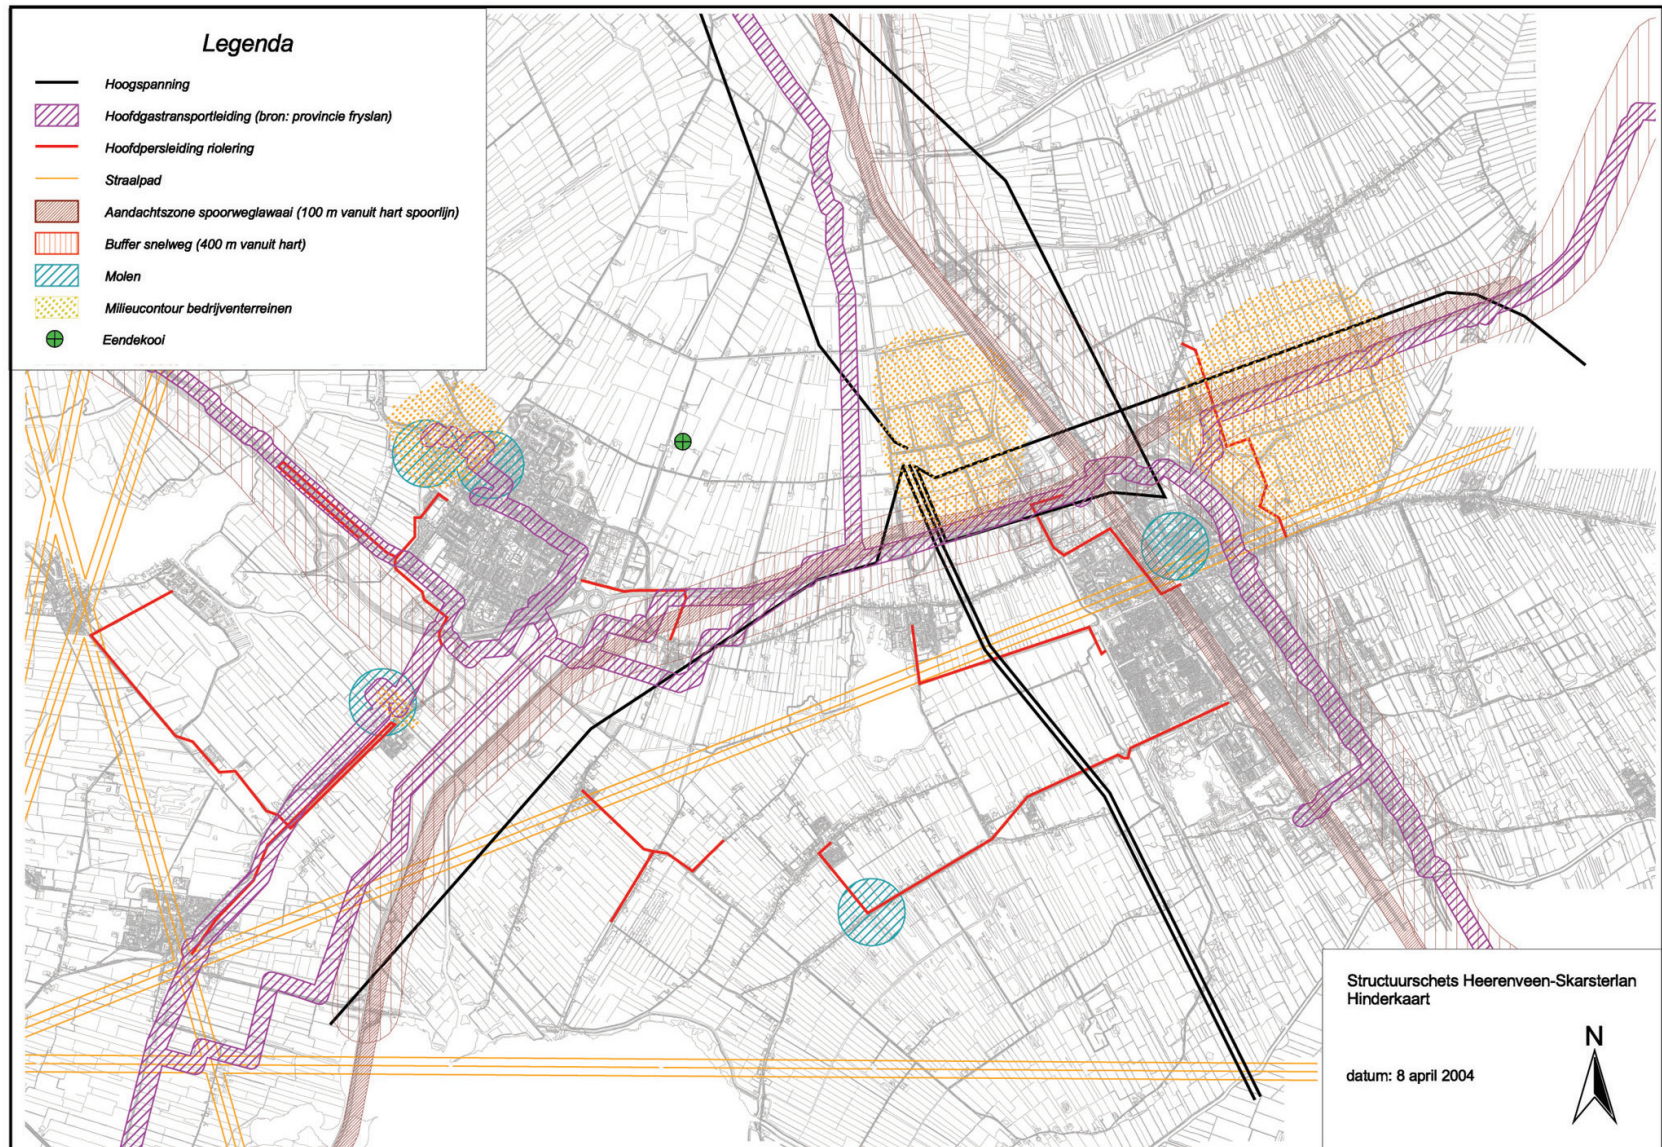 Legenda
Hoogspanning
Hoofdgastransportleiding (bron: provincie fryslan)
Hoofdpersleiding riolering
Straalpad
Aandachtszone spoorweglawaai (100 m vanuit hart spoorlijn)
Buffer snelweg (400 m vanuit hart)
Molen
Milieucontour bedrijventerreinen
Eendekooi
Structuurschets Heerenveen-Skarsterlan
Hinderkaart
N
datum: 8 april 2004